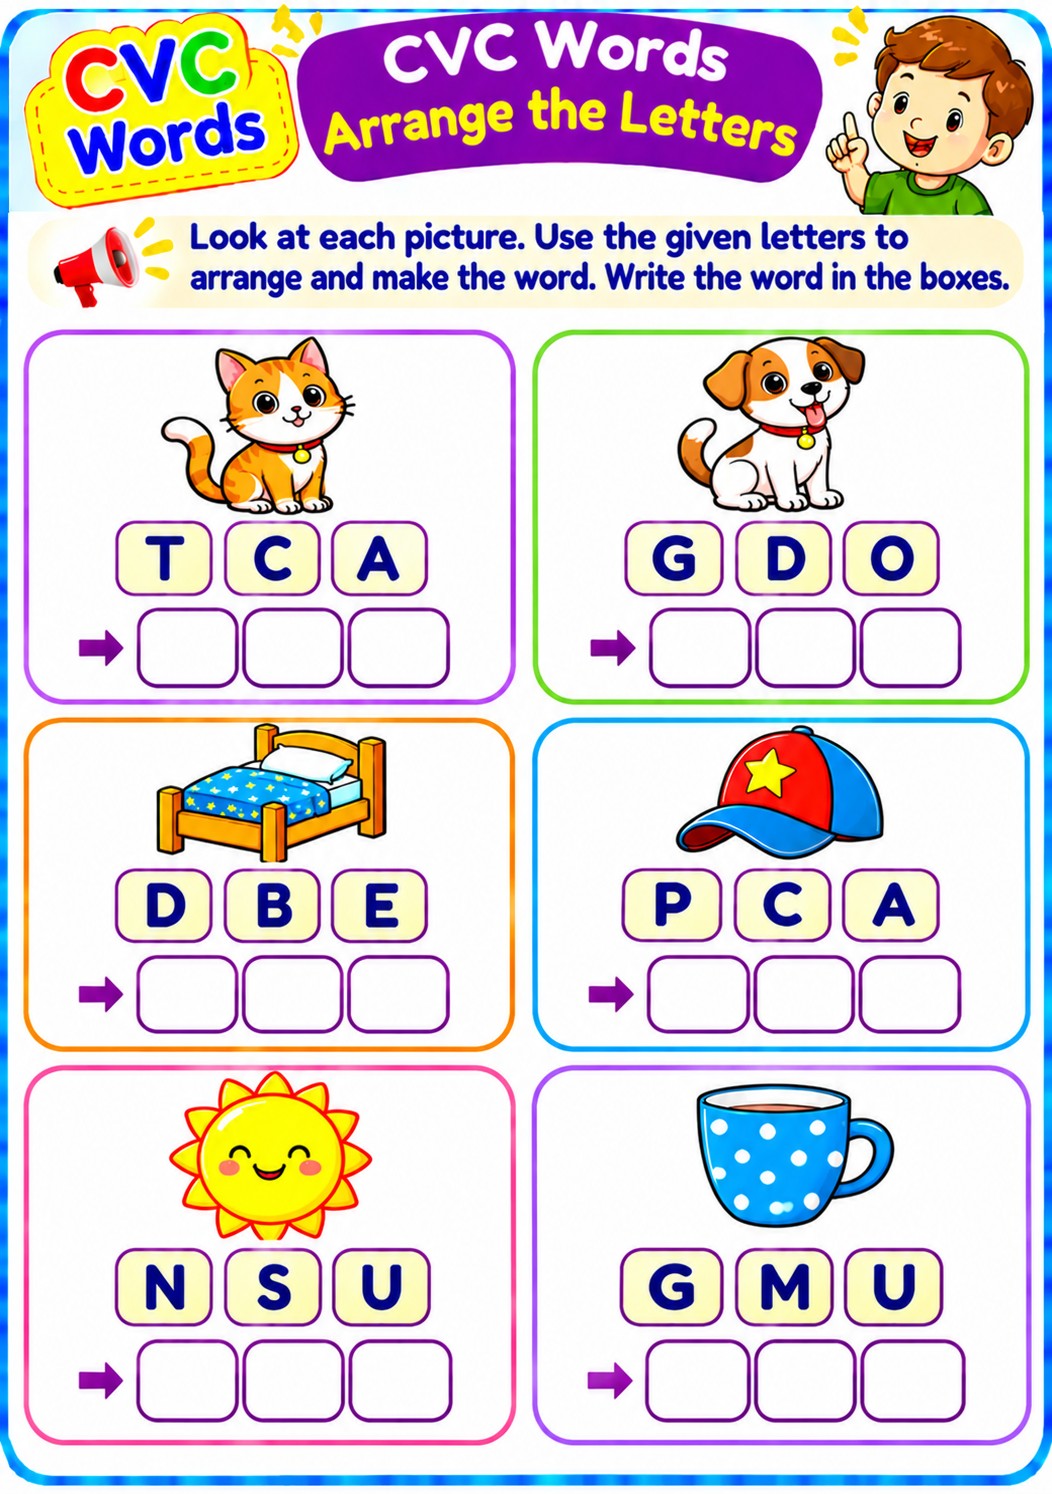 CVC
Words
CVC Words
Arrange the Letters
Look at each picture. Use the given letters to
arrange and make the word. Write the word in the boxes.
T C A
G D O
D B E
P C A
N S U
G M U